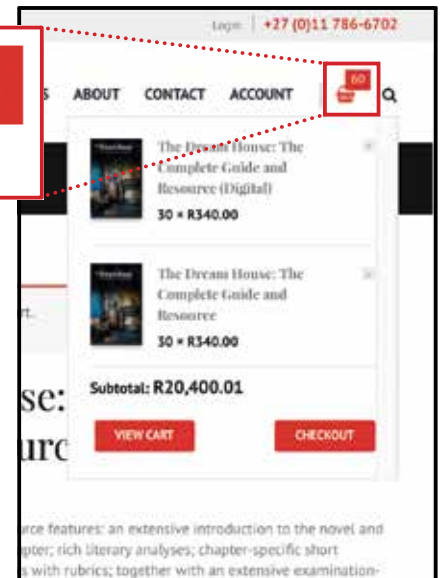 Login | +27 (0)11 786-6702
S ABOUT CONTACT ACCOUNT 60
The Dream House: The
Complete Guide and
Resource (Digital)
30 × R340.00
The Dream House: The
Complete Guide and
Resource
30 × R340.00
rt.
Subtotal: R20,400.01
se:
VIEW CART CHECKOUT
urc
rce features: an extensive introduction to the novel and
pter; rich literary analyses; chapter-specific short
s with rubrics; together with an extensive examination-